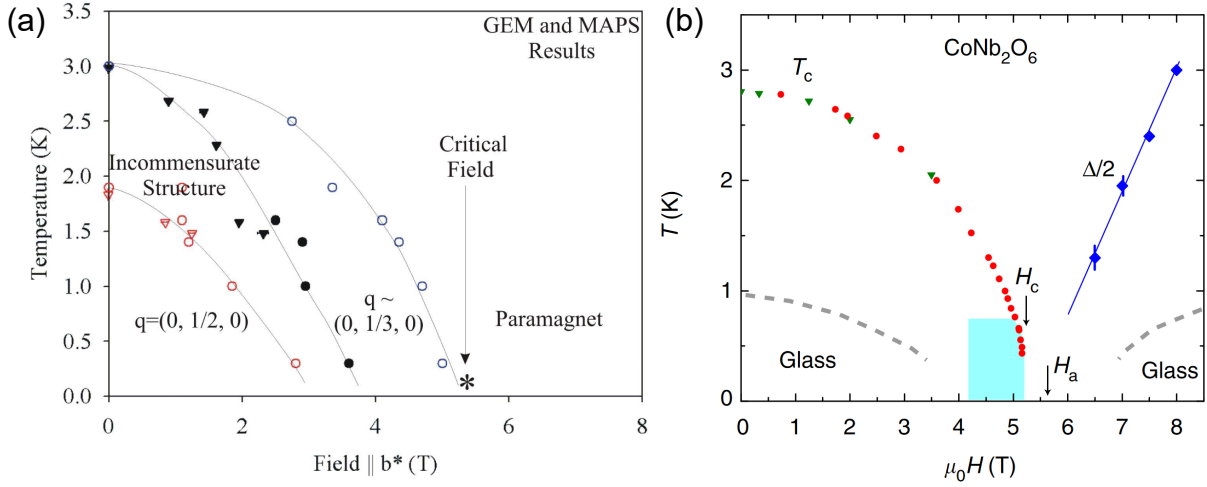 (a)
GEM and MAPS
Results
Temperature (K)
3.0
2.5
2.0
1.5
1.0
0.5
0.0
Incommensurate
Structure
Critical
Field
q=(0, 1/2, 0)
q ~
(0, 1/3, 0)
Paramagnet
*
0
2
4
6
8
Field || b* (T)
(b)
CoNb₂O₆
T (K)
3
2
1
0
T_c
Δ/2
H_c
H_a
Glass
Glass
0
1
2
3
4
5
6
7
8
μ₀H (T)